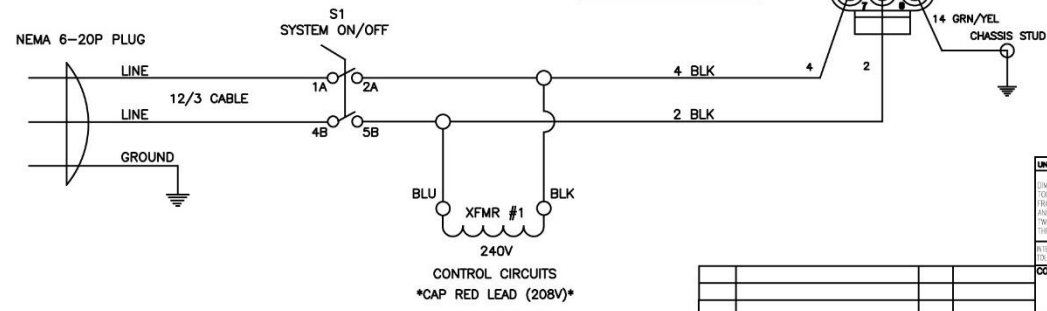 7 8
14 GRN/YEL
CHASSIS STUD
S1
SYSTEM ON/OFF
NEMA 6-20P PLUG
LINE
1A 2A
4 BLK
4 2
12/3 CABLE
LINE
4B 5B
2 BLK
GROUND
BLU BLK
XFMR #1
240V
CONTROL CIRCUITS
*CAP RED LEAD (208V)*